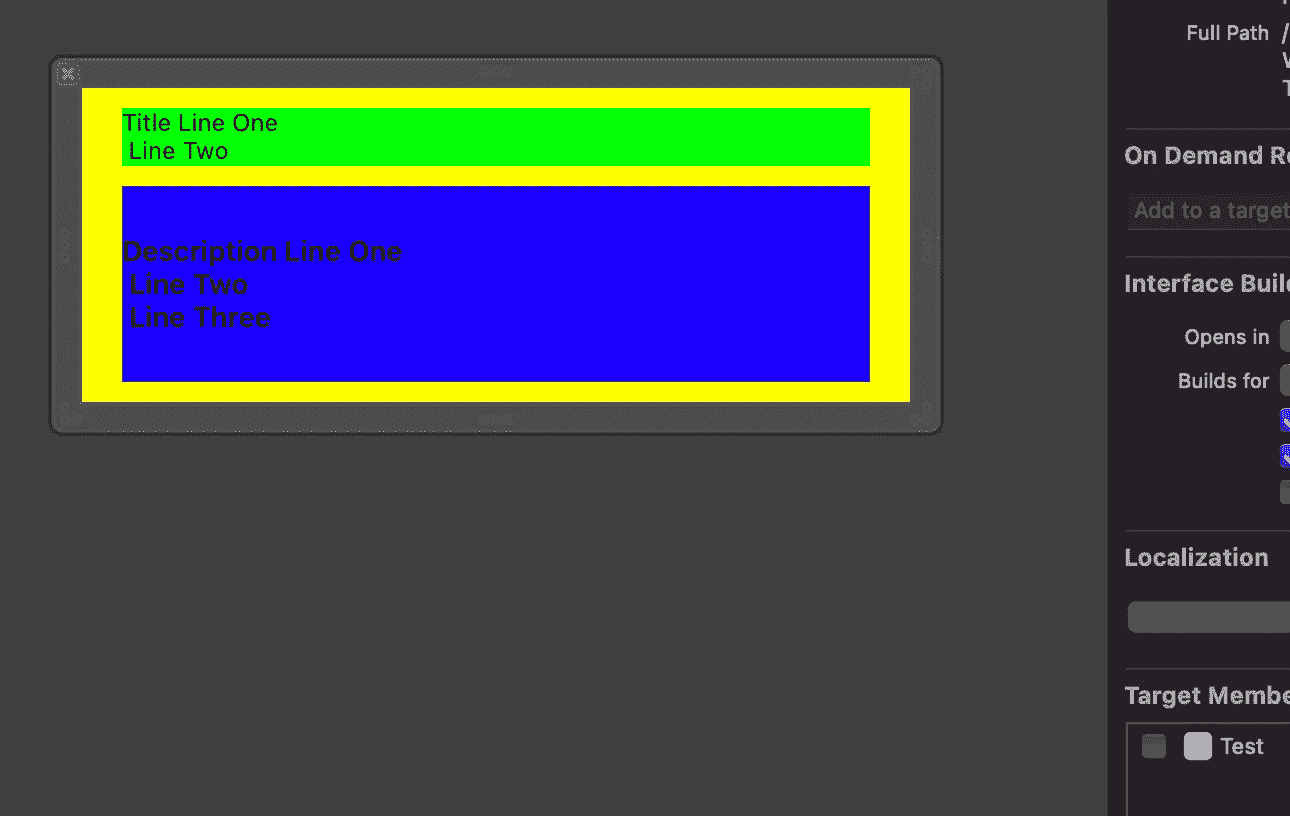 Title Line One
Line Two
Description Line One
Line Two
Line Three
Full Path /
On Demand Re
Add to a target
Interface Buil
Opens in
Builds for
Localization
Target Membe
Test